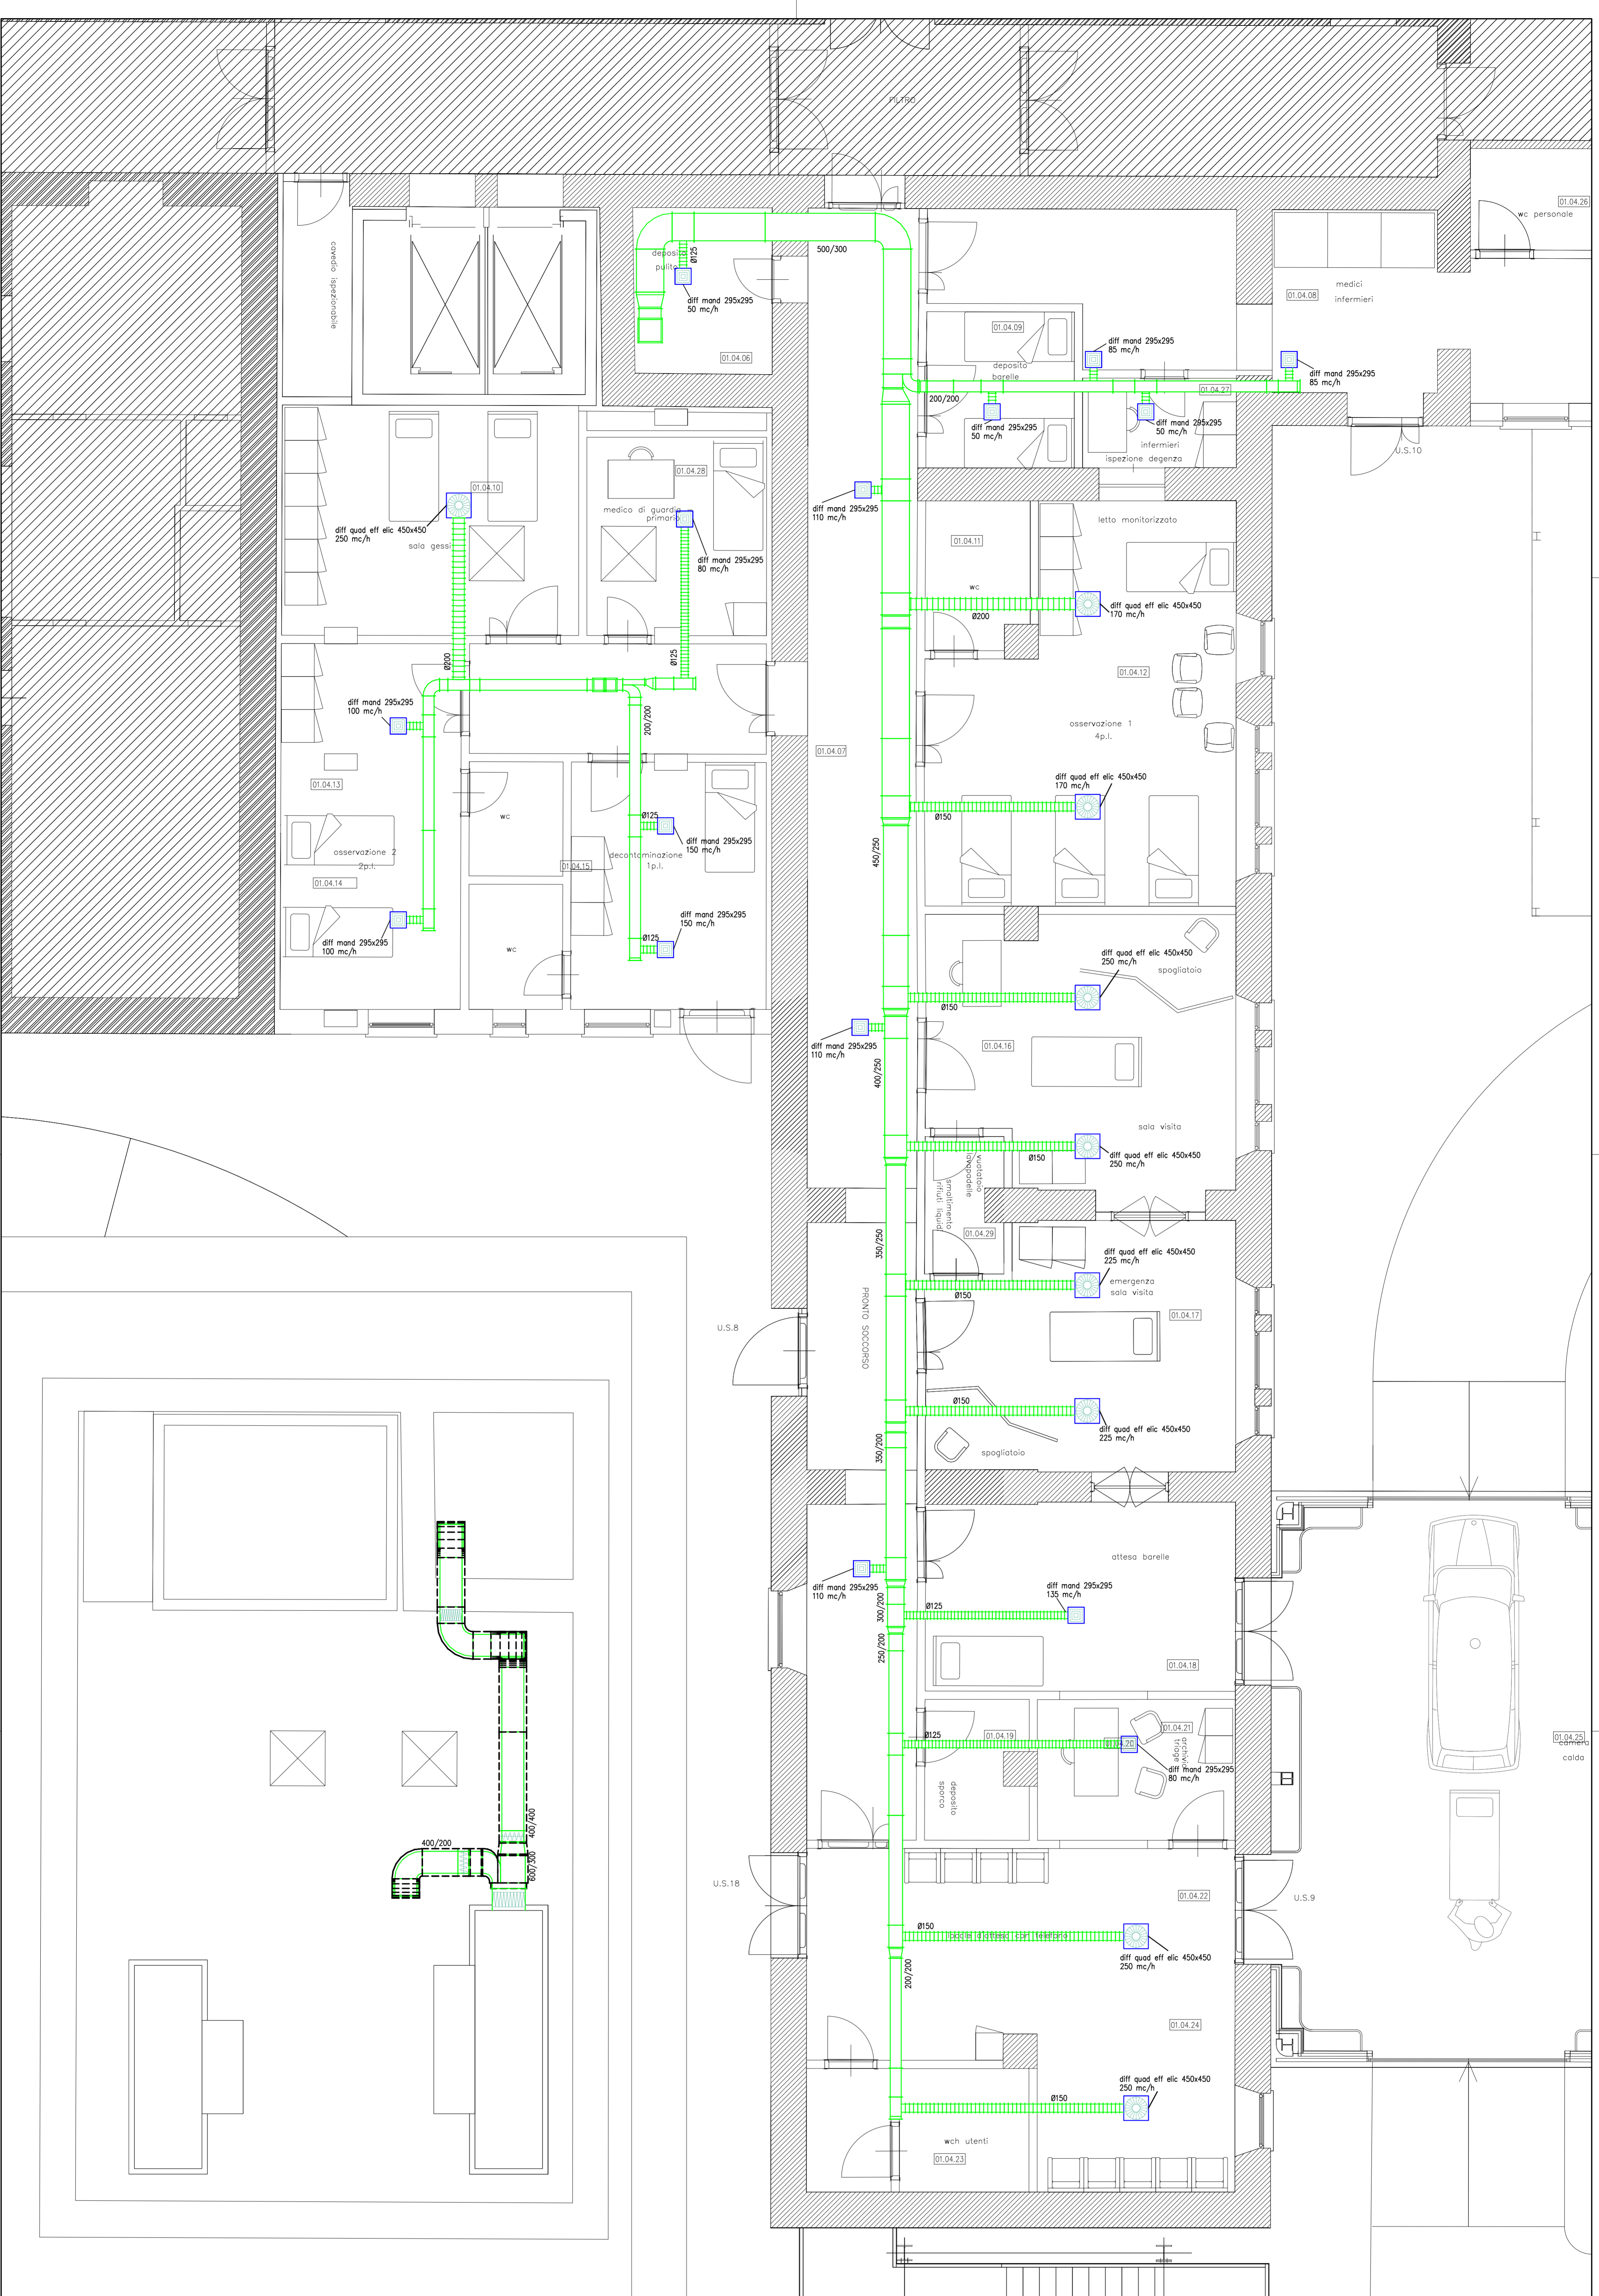 FILTRO
01.04.26
wc personale
cavedio ispezionabile
500/300
deposito
pulito
Ø125
diff mand 295x295
50 mc/h
01.04.06
medici
infermieri
01.04.08
01.04.09
deposito
barelle
diff mand 295x295
85 mc/h
diff mand 295x295
85 mc/h
01.04.27
200/200
diff mand 295x295
50 mc/h
diff mand 295x295
50 mc/h
infermieri
ispezione degenza
U.S.10
01.04.10
diff quad eff elic 450x450
250 mc/h
sala gessi
01.04.28
medico di guardia
primario
diff mand 295x295
80 mc/h
diff mand 295x295
110 mc/h
01.04.11
letto monitorizzato
wc
Ø200
diff quad eff elic 450x450
170 mc/h
Ø200
Ø125
01.04.12
diff mand 295x295
100 mc/h
200/200
osservazione 1
4p.l.
01.04.07
01.04.13
diff quad eff elic 450x450
170 mc/h
Ø150
wc
Ø125
diff mand 295x295
150 mc/h
450/250
osservazione 2
2p.l.
decontaminazione
1p.l.
01.04.15
01.04.14
diff mand 295x295
100 mc/h
diff mand 295x295
150 mc/h
Ø125
wc
diff quad eff elic 450x450
250 mc/h
spogliatoio
Ø150
diff mand 295x295
110 mc/h
01.04.16
400/250
sala visita
Ø150
diff quad eff elic 450x450
250 mc/h
vuotatoio
lavapadelle
smaltimento
rifiuti liquidi
01.04.29
350/250
diff quad eff elic 450x450
225 mc/h
emergenza
sala visita
Ø150
01.04.17
U.S.8
PRONTO SOCCORSO
Ø150
diff quad eff elic 450x450
225 mc/h
350/200
spogliatoio
attesa barelle
diff mand 295x295
110 mc/h
diff mand 295x295
135 mc/h
Ø125
300/200
250/200
01.04.18
Ø125
01.04.19
01.04.20
01.04.21
archivio
triage
diff mand 295x295
80 mc/h
01.04.25
camera
calda
deposito
sporco
400/400
400/200
600/300
U.S.18
01.04.22
U.S.9
Ø150
diff quad eff elic 450x450
250 mc/h
200/200
01.04.24
diff quad eff elic 450x450
250 mc/h
Ø150
wch utenti
01.04.23